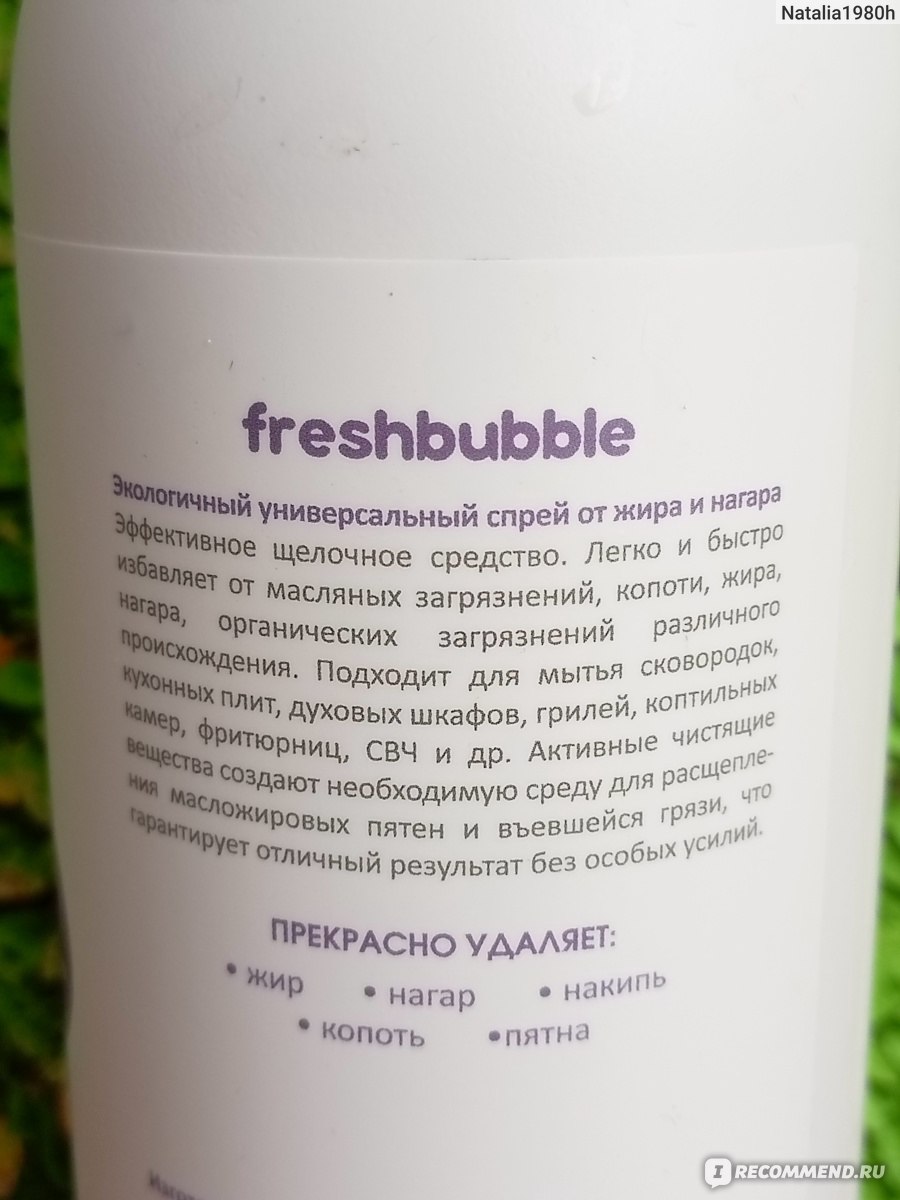 Natalia1980h
freshbubble
Экологичный универсальный спрей от жира и нагара
Эффективное щелочное средство. Легко и быстро
избавляет от масляных загрязнений, копоти, жира,
нагара, органических загрязнений различного
происхождения. Подходит для мытья сковородок,
кухонных плит, духовых шкафов, грилей, коптильных
камер, фритюрниц, СВЧ и др. Активные чистящие
вещества создают необходимую среду для расщепле-
ния масложировых пятен и въевшейся грязи, что
гарантирует отличный результат без особых усилий.
ПРЕКРАСНО УДАЛЯЕТ:
• жир • нагар • накипь
• копоть •пятна
IRECOMMEND.RU